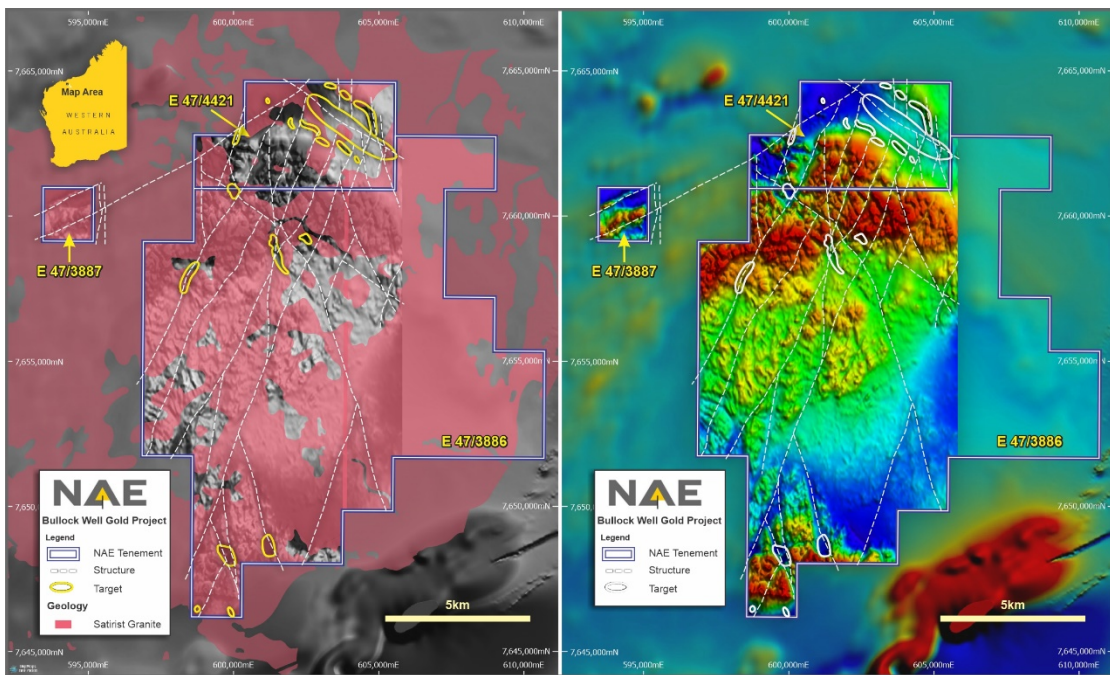 595,000mE
600,000mE
605,000mE
610,000mE
7,665,000mN
Map Area
WESTERN
AUSTRALIA
E 47/4421
7,660,000mN
E 47/3887
7,655,000mN
E 47/3886
NAE
Bullock Well Gold Project
Legend
NAE Tenement
Structure
Target
Geology
Satirist Granite
7,650,000mN
5km
7,645,000mN
595,000mE
600,000mE
605,000mE
610,000mE
595,000mE
600,000mE
605,000mE
610,000mE
7,665,000mN
E 47/4421
7,660,000mN
E 47/3887
7,655,000mN
E 47/3886
NAE
Bullock Well Gold Project
Legend
NAE Tenement
Structure
Target
7,650,000mN
5km
7,645,000mN
595,000mE
600,000mE
605,000mE
7,645,000mN
610,000mE